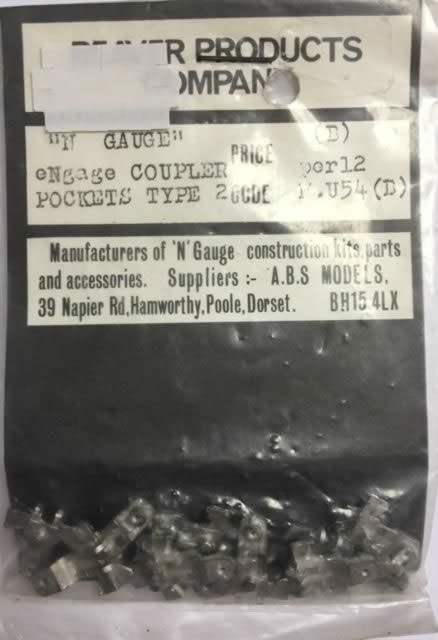 PRODUCTS
"N GAUGE" (B)
eNgage COUPLER PRICE per12
POCKETS TYPE 2 CODE
Manufacturers of 'N' Gauge construction kits, parts
and accessories. Suppliers :- A.B.S MODELS,
39 Napier Rd, Hamworthy, Poole, Dorset. BH15 4LX